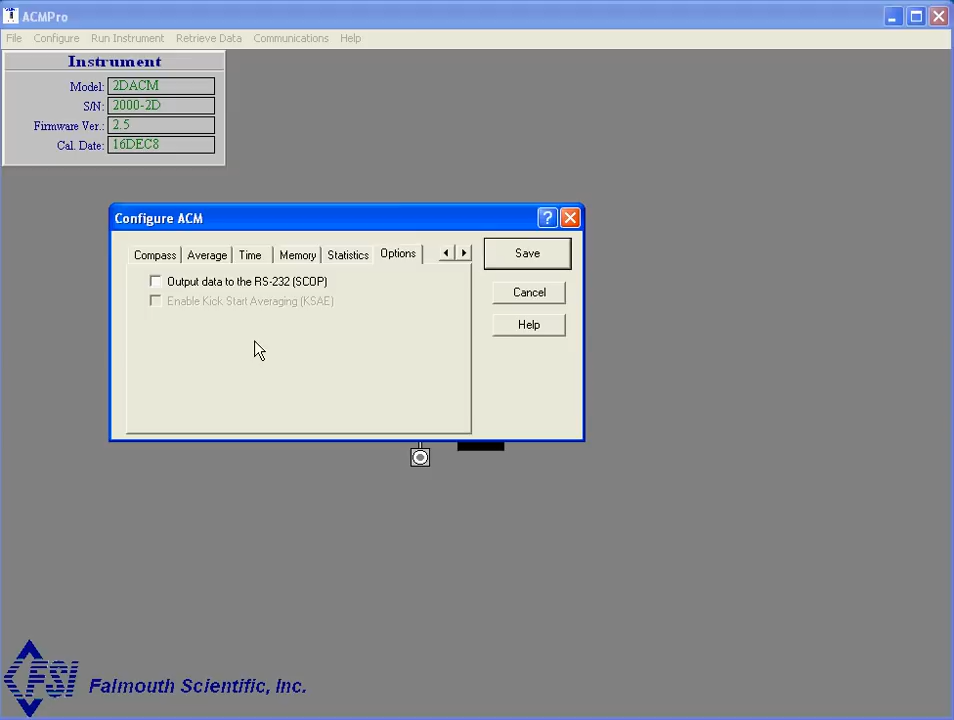 ACMPro
File Configure Run Instrument Retrieve Data Communications Help
Instrument
Model: 2DACM
S/N: 2000-2D
Firmware Ver.: 2.5
Cal. Date: 16DEC8
Configure ACM
Compass Average Time Memory Statistics Options
Save
Output data to the RS-232 (SCOP)
Enable Kick Start Averaging (KSAE)
Cancel
Help
FSI Falmouth Scientific, Inc.